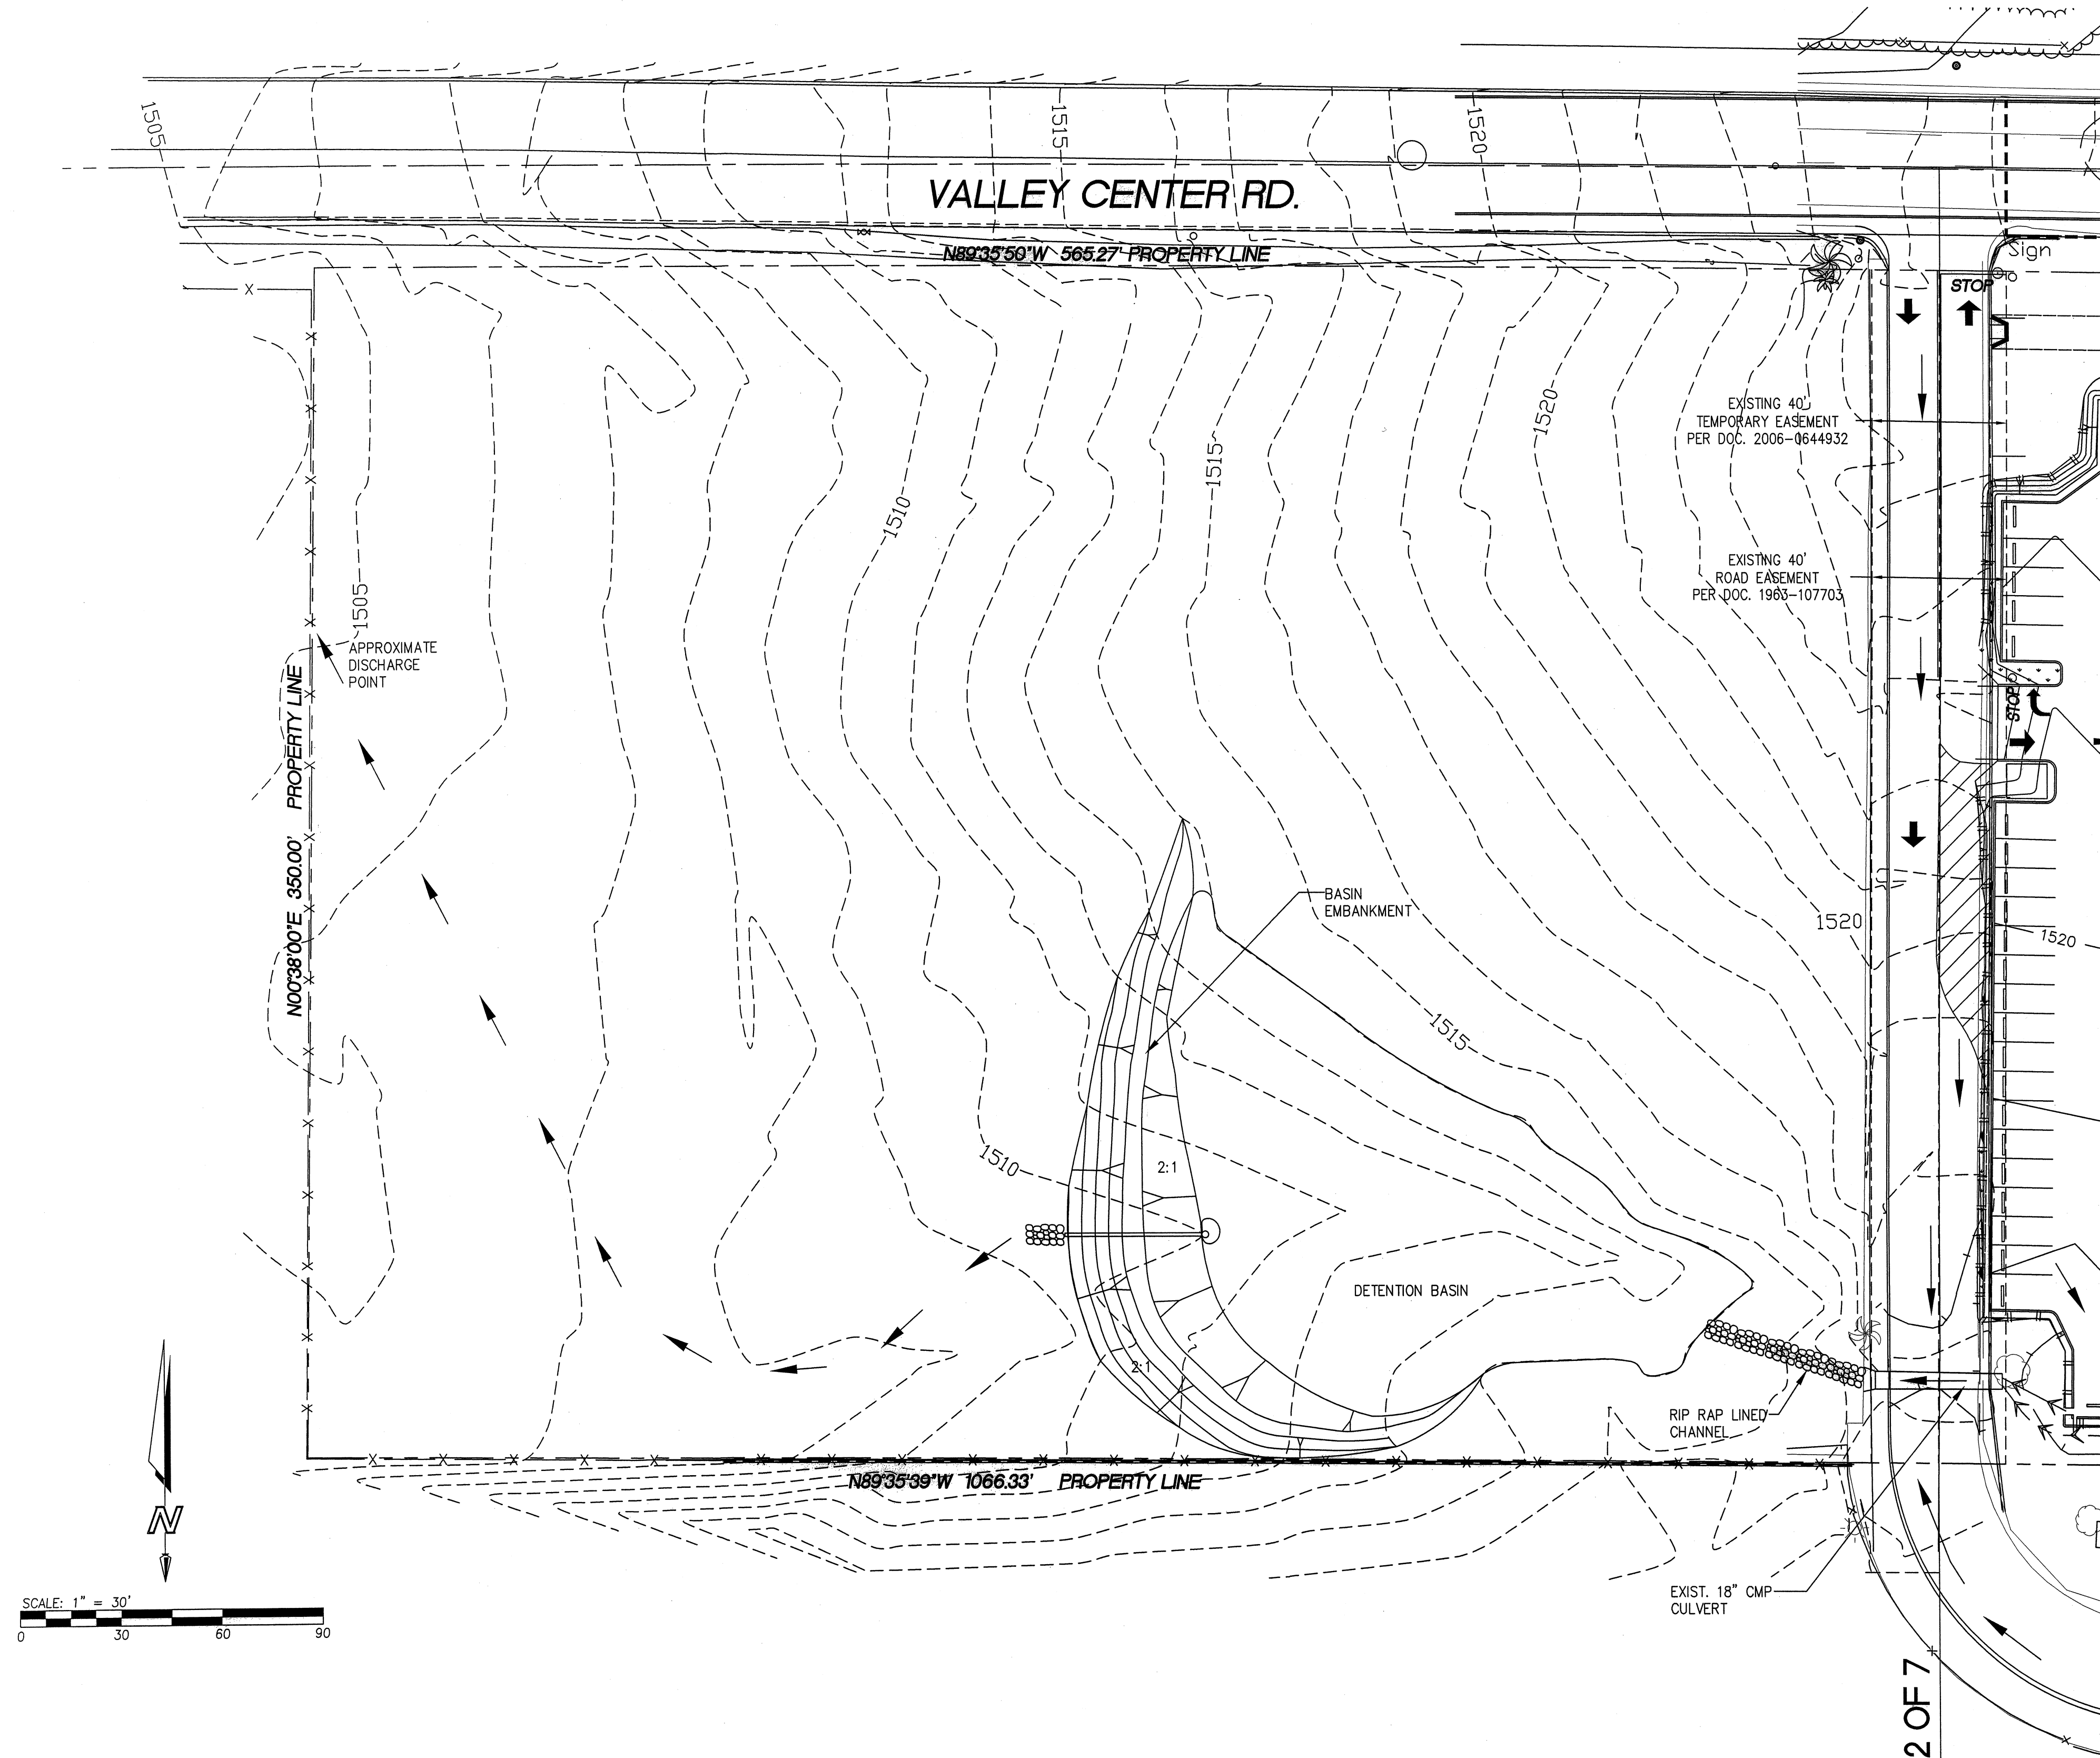 1505
1515
1520
VALLEY CENTER RD.
N89°35'50"W 565.27' PROPERTY LINE
Sign
STOP
EXISTING 40'
TEMPORARY EASEMENT
PER DOC. 2006-0644932
1520
1515
1510
EXISTING 40'
ROAD EASEMENT
PER DOC. 1963-107703
1505
APPROXIMATE
DISCHARGE
POINT
STOP
N00°38'00"E 350.00' PROPERTY LINE
BASIN
EMBANKMENT
1520
1520
1515
1510
2:1
DETENTION BASIN
2:1
RIP RAP LINED
CHANNEL
N89°35'39"W 1066.33' PROPERTY LINE
N
EXIST. 18" CMP
CULVERT
SCALE: 1" = 30'
0 30 60 90
2 OF 7